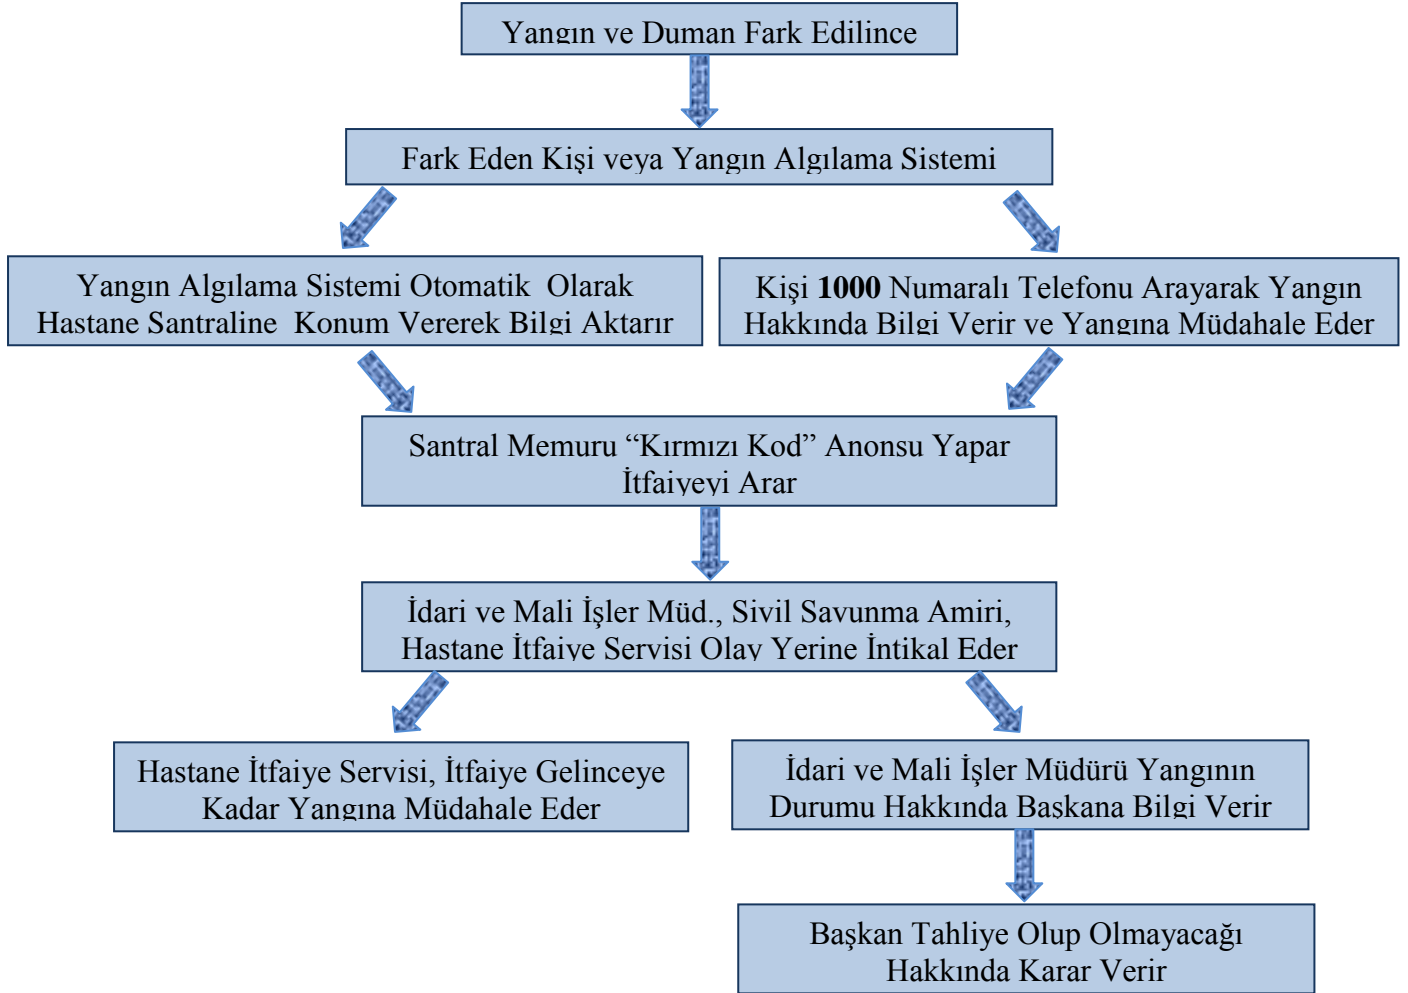 Yangın ve Duman Fark Edilince
Fark Eden Kişi veya Yangın Algılama Sistemi
Yangın Algılama Sistemi Otomatik Olarak
Hastane Santraline Konum Vererek Bilgi Aktarır
Kişi 1000 Numaralı Telefonu Arayarak Yangın
Hakkında Bilgi Verir ve Yangına Müdahale Eder
Santral Memuru “Kırmızı Kod” Anonsu Yapar
İtfaiyeyi Arar
İdari ve Mali İşler Müd., Sivil Savunma Amiri,
Hastane İtfaiye Servisi Olay Yerine İntikal Eder
Hastane İtfaiye Servisi, İtfaiye Gelinceye
Kadar Yangına Müdahale Eder
İdari ve Mali İşler Müdürü Yangının
Durumu Hakkında Başkana Bilgi Verir
Başkan Tahliye Olup Olmayacağı
Hakkında Karar Verir